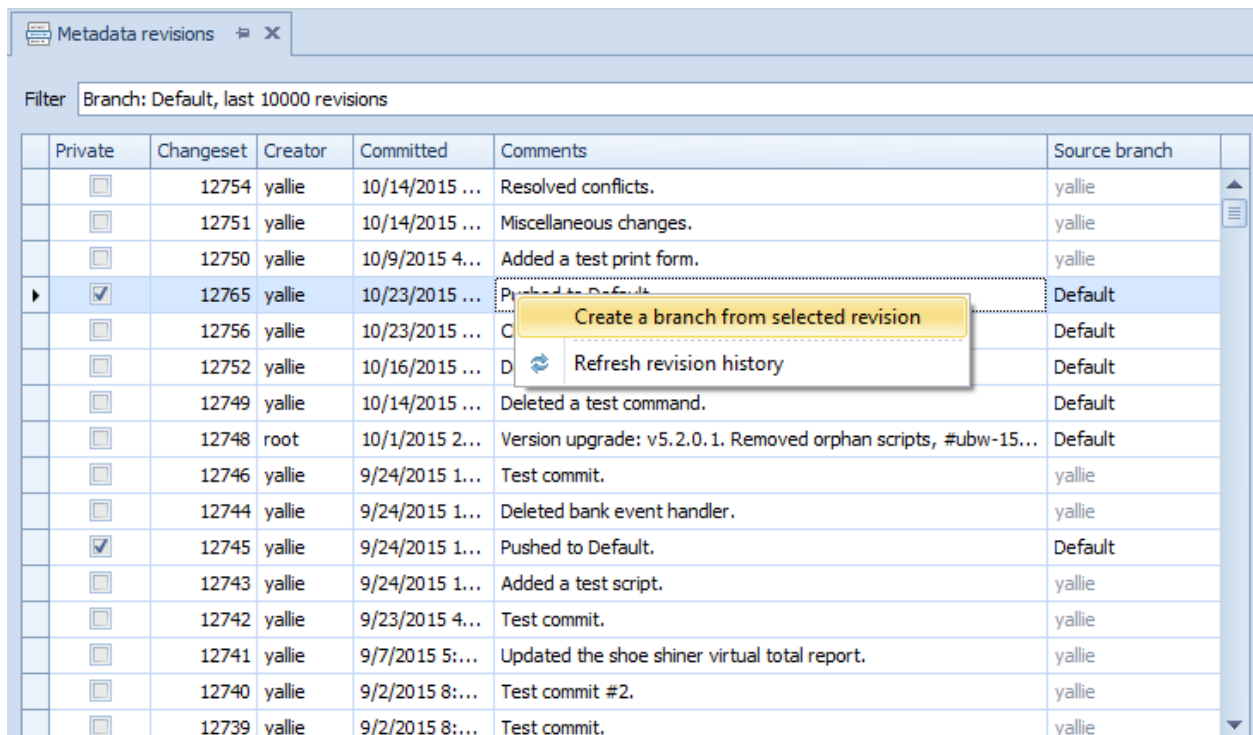 Metadata revisions
Filter Branch: Default, last 10000 revisions
Private Changeset Creator Committed Comments Source branch
12754 yallie 10/14/2015 ... Resolved conflicts. yallie
12751 yallie 10/14/2015 ... Miscellaneous changes. yallie
12750 yallie 10/9/2015 4... Added a test print form. yallie
12765 yallie 10/23/2015 ... Pushed to Default. Default
Create a branch from selected revision
12756 yallie 10/23/2015 ... Default
Refresh revision history
12752 yallie 10/16/2015 ... Default
12749 yallie 10/14/2015 ... Deleted a test command. Default
12748 root 10/1/2015 2... Version upgrade: v5.2.0.1. Removed orphan scripts, #ubw-15... Default
12746 yallie 9/24/2015 1... Test commit. yallie
12744 yallie 9/24/2015 1... Deleted bank event handler. yallie
12745 yallie 9/24/2015 1... Pushed to Default. Default
12743 yallie 9/24/2015 1... Added a test script. yallie
12742 yallie 9/23/2015 4... Test commit. yallie
12741 yallie 9/7/2015 5:... Updated the shoe shiner virtual total report. yallie
12740 yallie 9/2/2015 8:... Test commit #2. yallie
12739 yallie 9/2/2015 8:... Test commit. yallie